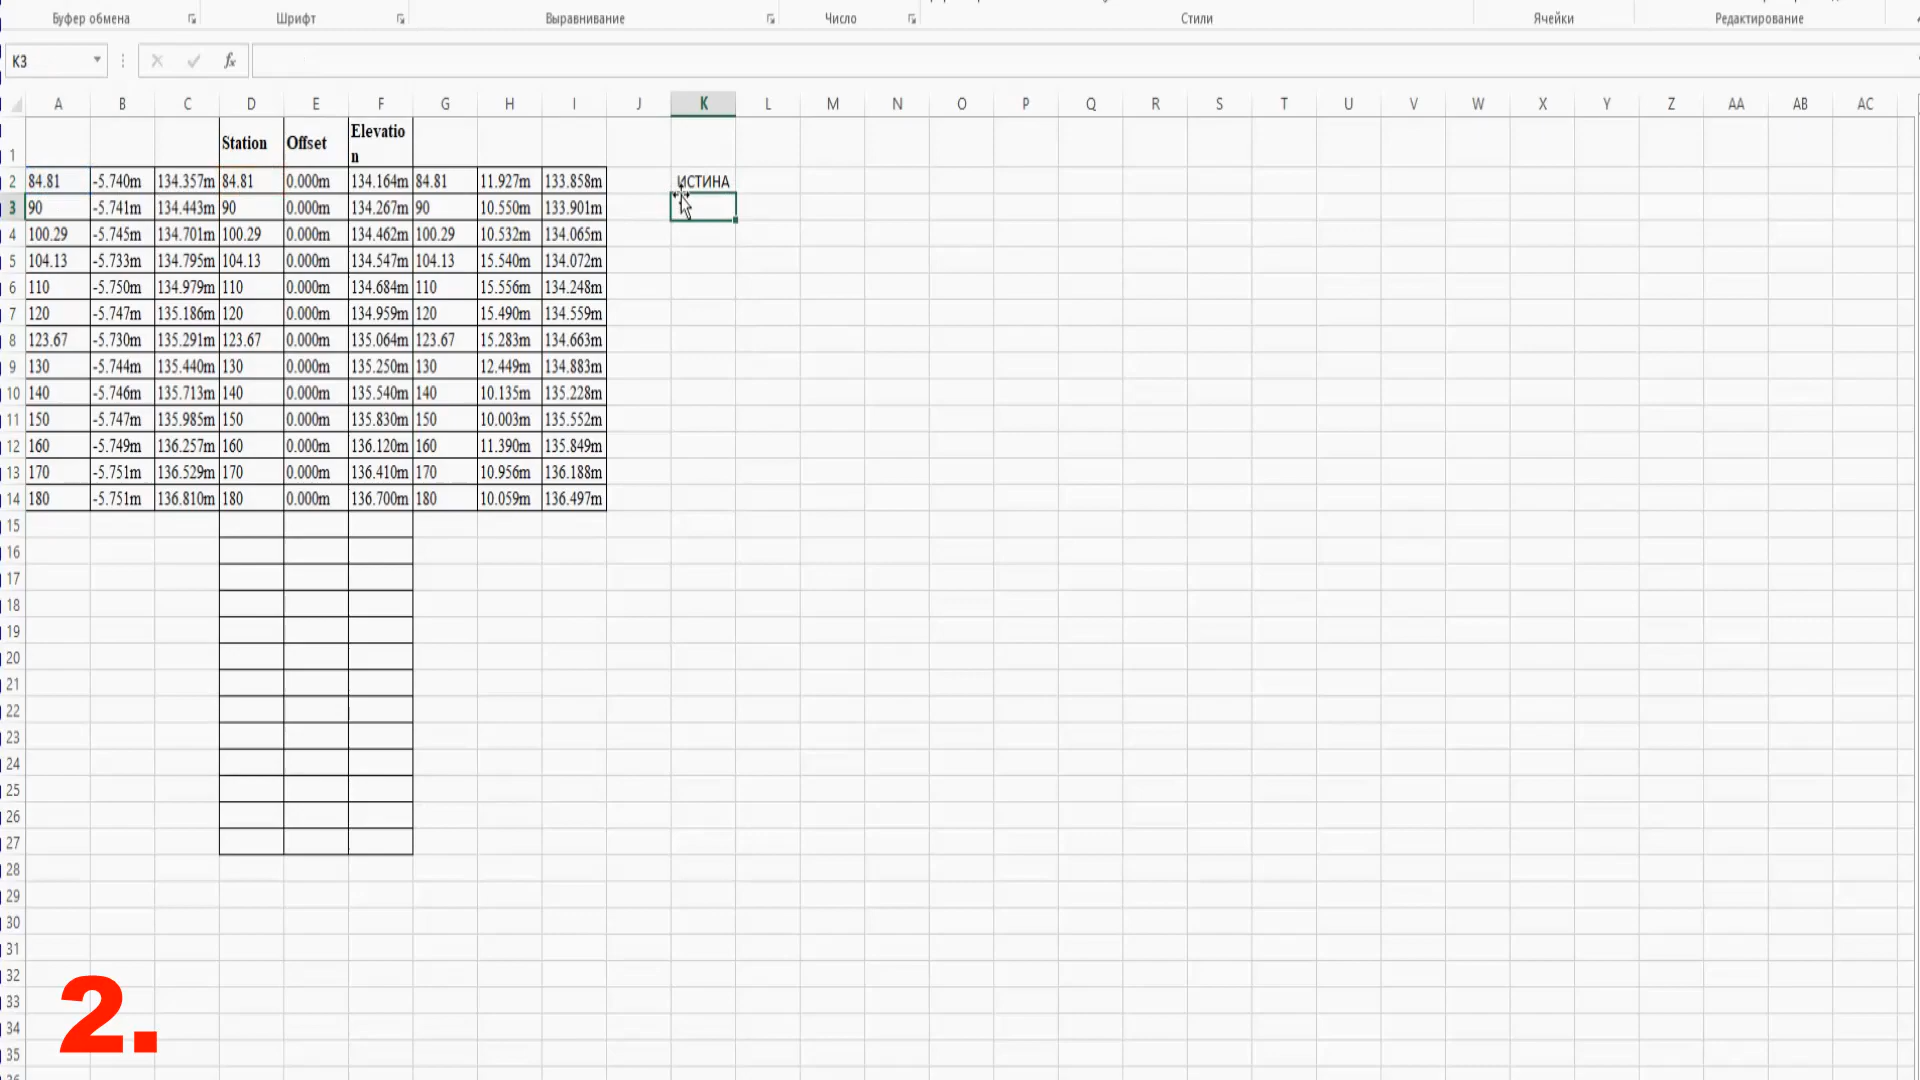 Буфер обмена Шрифт Выравнивание Число Стили Ячейки Редактирование
K3 fx
A B C D E F G H I J K L M N O P Q R S T U V W X Y Z AA AB AC
1 Station Offset Elevatio
n
2 84.81 -5.740m 134.357m 84.81 0.000m 134.164m 84.81 11.927m 133.858m ИСТИНА
3 90 -5.741m 134.443m 90 0.000m 134.267m 90 10.550m 133.901m
4 100.29 -5.745m 134.701m 100.29 0.000m 134.462m 100.29 10.532m 134.065m
5 104.13 -5.733m 134.795m 104.13 0.000m 134.547m 104.13 15.540m 134.072m
6 110 -5.750m 134.979m 110 0.000m 134.684m 110 15.556m 134.248m
7 120 -5.747m 135.186m 120 0.000m 134.959m 120 15.490m 134.559m
8 123.67 -5.730m 135.291m 123.67 0.000m 135.064m 123.67 15.283m 134.663m
9 130 -5.744m 135.440m 130 0.000m 135.250m 130 12.449m 134.883m
10 140 -5.746m 135.713m 140 0.000m 135.540m 140 10.135m 135.228m
11 150 -5.747m 135.985m 150 0.000m 135.830m 150 10.003m 135.552m
12 160 -5.749m 136.257m 160 0.000m 136.120m 160 11.390m 135.849m
13 170 -5.751m 136.529m 170 0.000m 136.410m 170 10.956m 136.188m
14 180 -5.751m 136.810m 180 0.000m 136.700m 180 10.059m 136.497m
15
16
17
18
19
20
21
22
23
24
25
26
27
28
29
30
31
32
33
34
35
2.